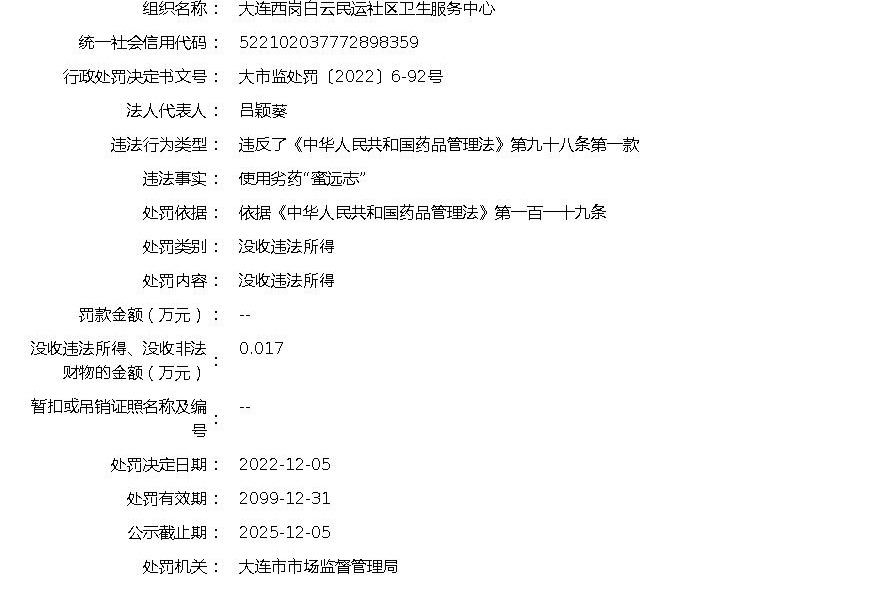 组织名称： 大连西岗白云民运社区卫生服务中心
统一社会信用代码： 522102037772898359
行政处罚决定书文号： 大市监处罚〔2022〕6-92号
法人代表人： 吕颖葵
违法行为类型： 违反了《中华人民共和国药品管理法》第九十八条第一款
违法事实： 使用劣药“蜜远志”
处罚依据： 依据《中华人民共和国药品管理法》第一百一十九条
处罚类别： 没收违法所得
处罚内容： 没收违法所得
罚款金额（万元）： --
没收违法所得、没收非法
财物的金额（万元）： 0.017
暂扣或吊销证照名称及编
号： --
处罚决定日期： 2022-12-05
处罚有效期： 2099-12-31
公示截止期： 2025-12-05
处罚机关： 大连市市场监督管理局